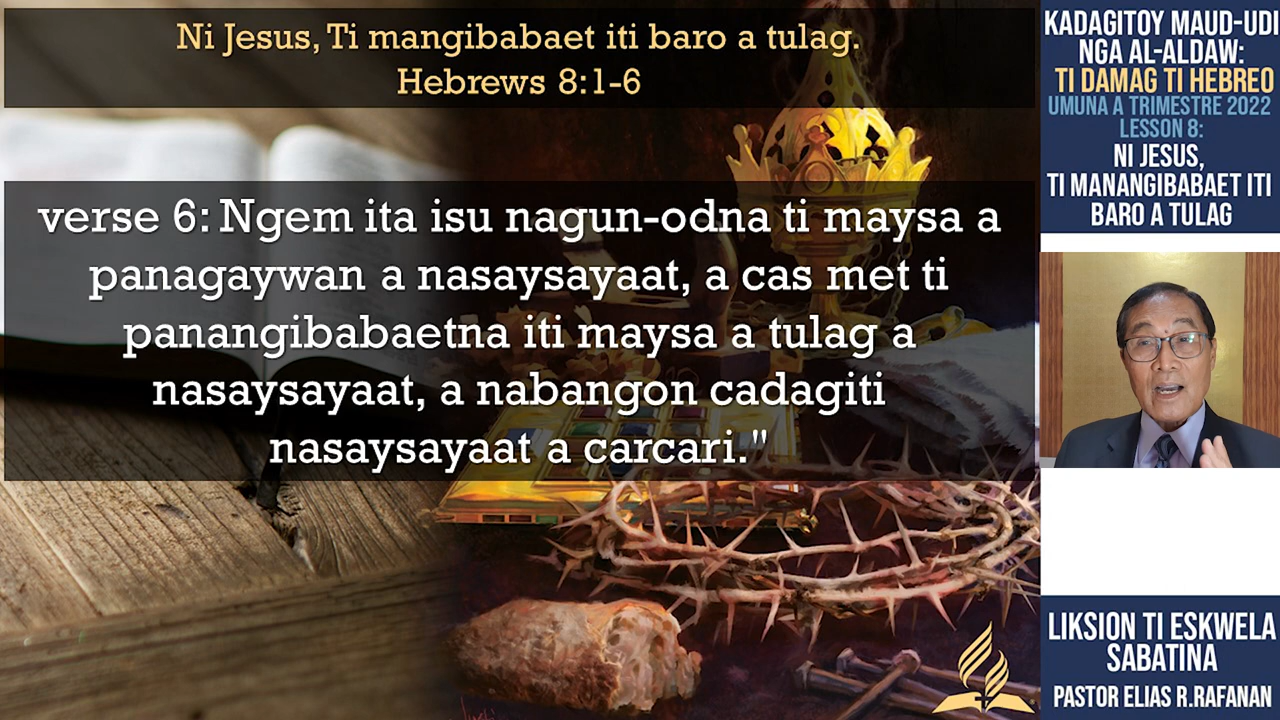 Ni Jesus, Ti mangibabaet iti baro a tulag.
Hebrews 8:1-6
verse 6: Ngem ita isu nagun-odna ti maysa a
panagaywan a nasaysayaat, a cas met ti
panangibabaetna iti maysa a tulag a
nasaysayaat, a nabangon cadagiti
nasaysayaat a carcari."
KADAGITOY MAUD-UDI
NGA AL-ALDAW:
TI DAMAG TI HEBREO
UMUNA A TRIMESTRE 2022
LESSON 8:
NI JESUS,
TI MANANGIBABAET ITI
BARO A TULAG
LIKSION TI ESKWELA
SABATINA
PASTOR ELIAS R.RAFANAN